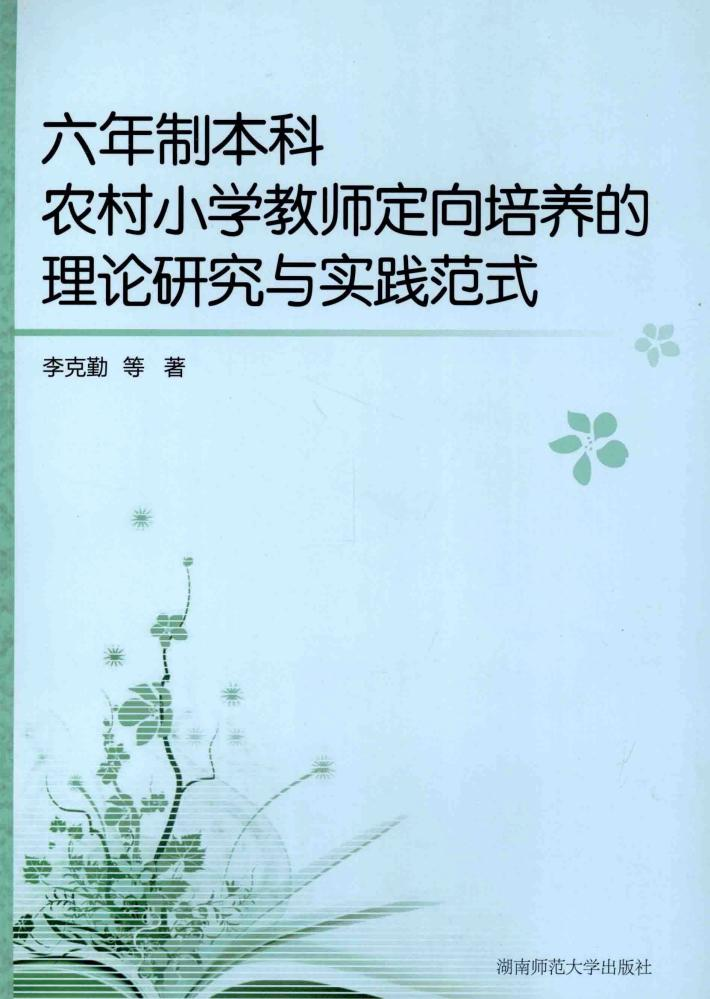 六年制本科
农村小学教师定向培养的
理论研究与实践范式
李克勤 等 著
湖南师范大学出版社